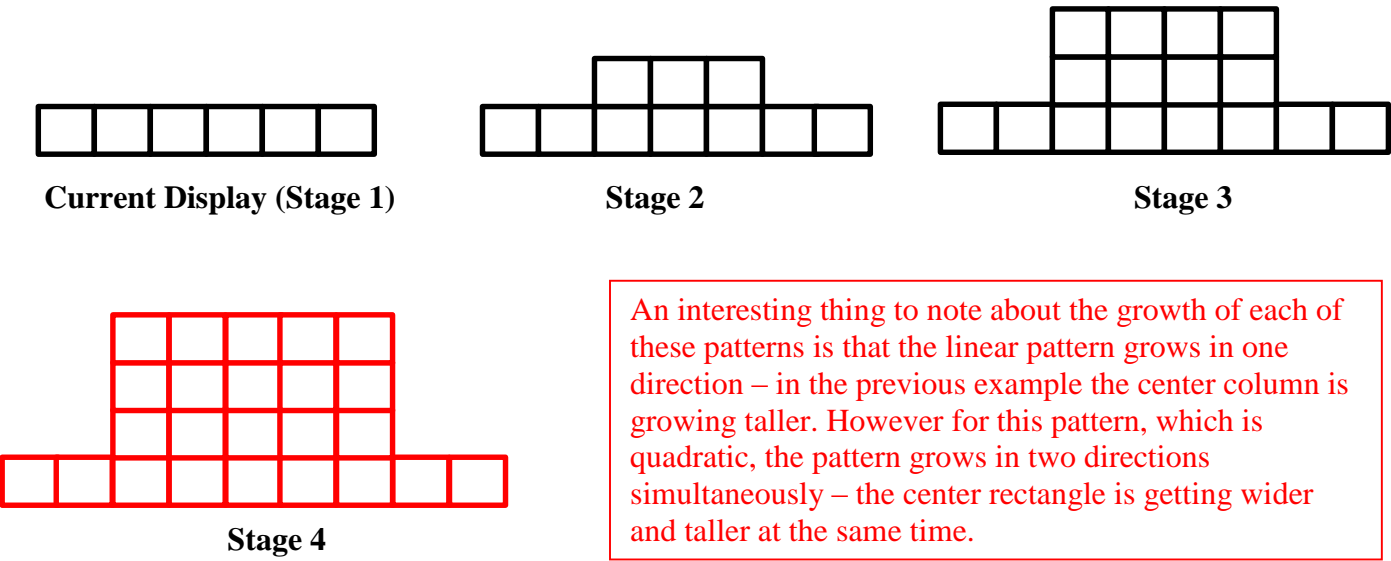 Current Display (Stage 1)
Stage 2
Stage 3
An interesting thing to note about the growth of each of
these patterns is that the linear pattern grows in one
direction – in the previous example the center column is
growing taller. However for this pattern, which is
quadratic, the pattern grows in two directions
simultaneously – the center rectangle is getting wider
and taller at the same time.
Stage 4